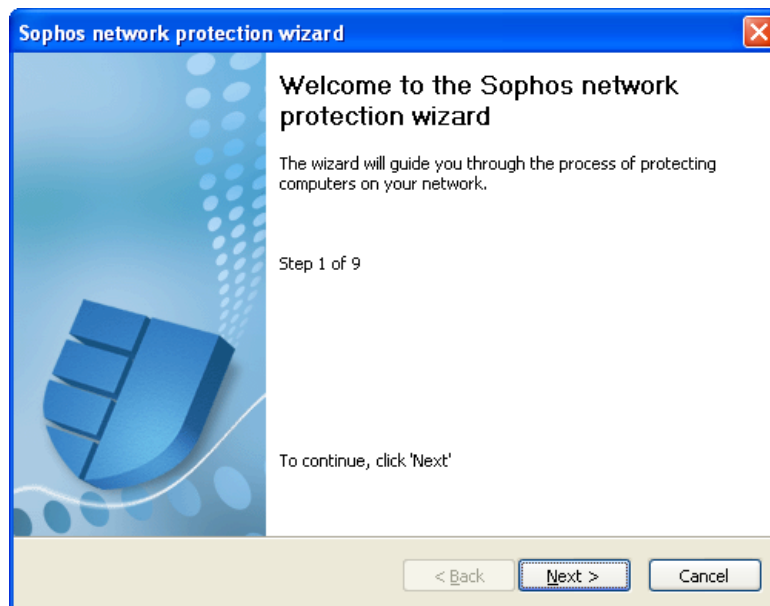 Sophos network protection wizard
Welcome to the Sophos network
protection wizard
The wizard will guide you through the process of protecting
computers on your network.
Step 1 of 9
To continue, click 'Next'
< Back
Next >
Cancel